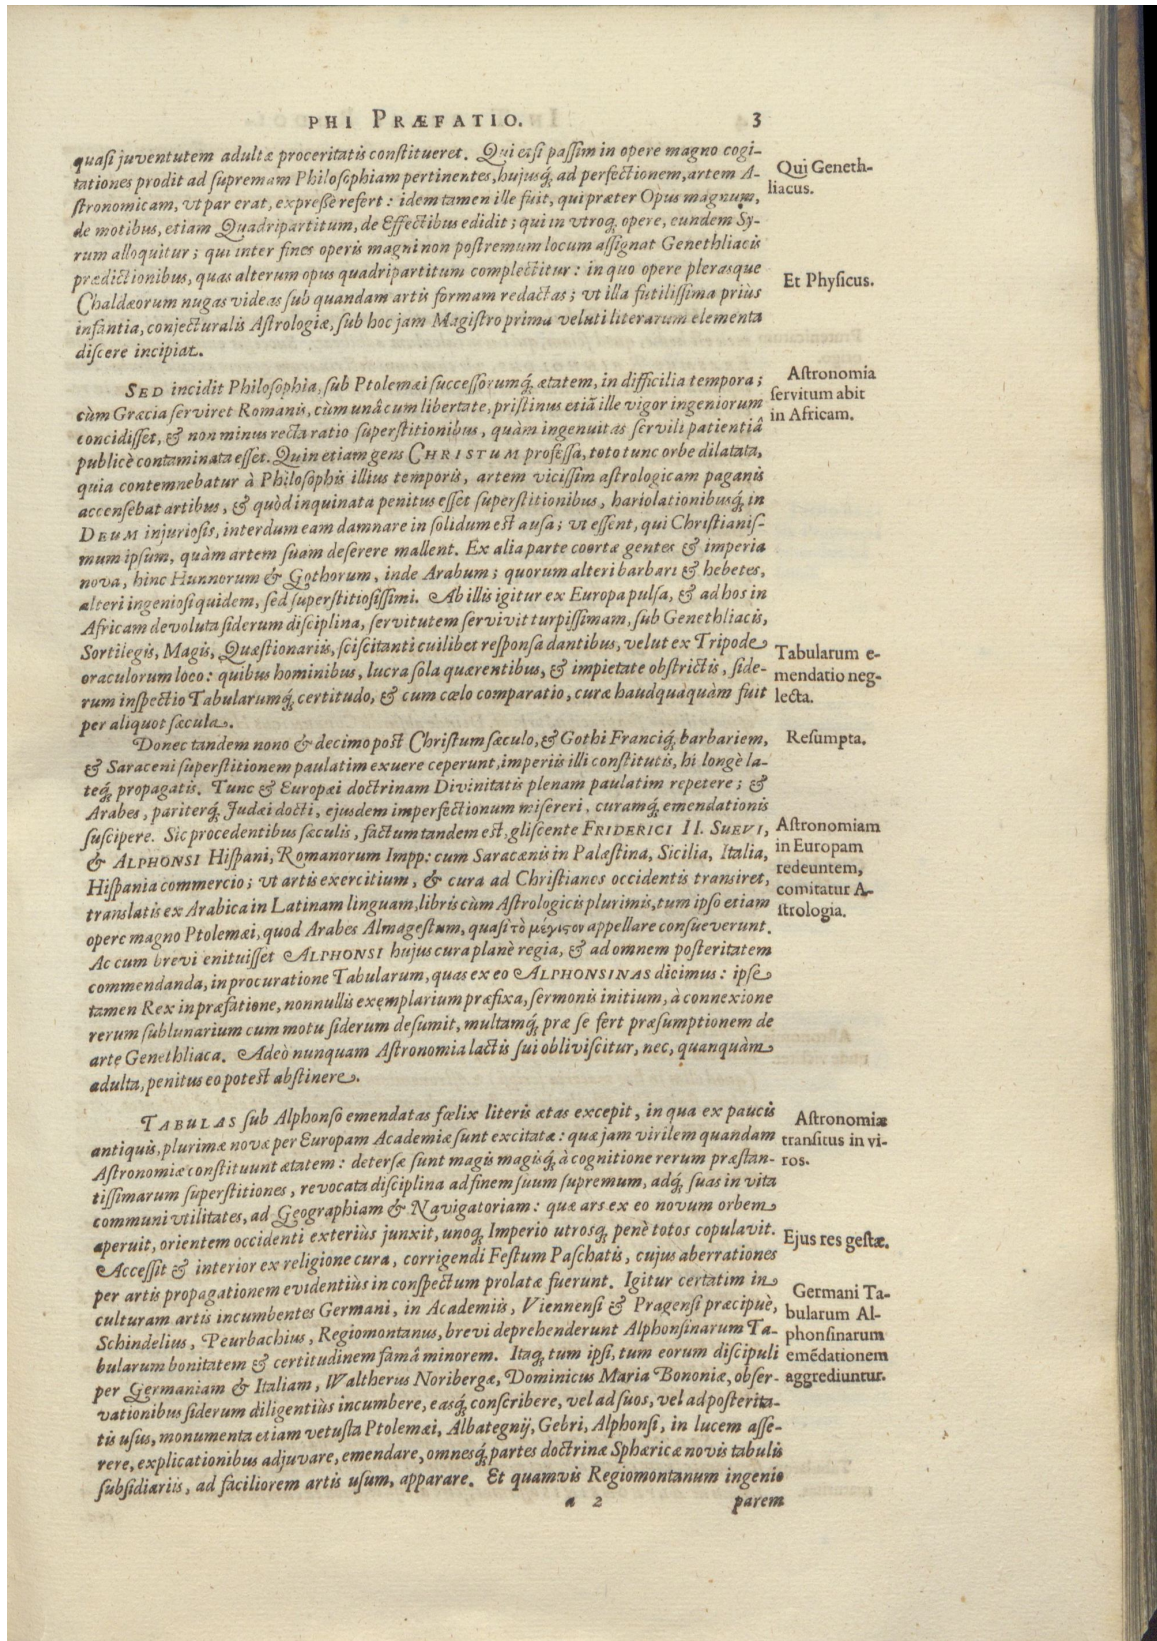 PHI PRÆFATIO. 3
quasi juventutem adultæ proceritatis constitueret. Qui etsi passim in opere magno cogi-
tationes prodit ad supremam Philosophiam pertinentes, hujusq́; ad perfectionem, artem A-
stronomicam, vt par erat, expreßè refert: idem tamen ille fuit, qui præter Opus magnum,
de motibus, etiam Quadripartitum, de Effectibus edidit; qui in vtroq; opere, eundem Sy-
rum alloquitur; qui inter fines operis magni non postremum locum assignat Genethliacis
prædictionibus, quas alterum opus quadripartitum complectitur: in quo opere plerasque
Chaldæorum nugas videas sub quandam artis formam redactas; vt illa futilissima priùs
infantia, conjecturalis Astrologiæ, sub hoc jam Magistro prima veluti literarum elementa
discere incipiat.
Qui Geneth-
liacus.
Et Physicus.
SED incidit Philosophia, sub Ptolemæi successorumq́; ætatem, in difficilia tempora;
cùm Græcia serviret Romanis, cùm unâ cum libertate, pristinus etiā ille vigor ingeniorum
concidisset, & non minus recta ratio superstitionibus, quàm ingenuitas servili patientiâ
publicè contaminata esset. Quin etiam gens CHRISTUM professa, toto tunc orbe dilatata,
quia contemnebatur à Philosophis illius temporis, artem vicissim astrologicam paganis
accensebat artibus, & quòd inquinata penitus esset superstitionibus, hariolationibusq́; in
DEUM injuriosis, interdum eam damnare in solidum est ausa; vt essent, qui Christianis-
mum ipsum, quàm artem suam deserere mallent. Ex alia parte coortæ gentes & imperia
nova, hinc Hunnorum & Gothorum, inde Arabum; quorum alteri barbari & hebetes,
alteri ingeniosi quidem, sed superstitiosissimi. Ab illis igitur ex Europa pulsa, & ad hos in
Africam devoluta siderum disciplina, servitutem servivit turpissimam, sub Genethliacis,
Sortilegis, Magis, Quæstionariis, sciscitanti cuilibet responsa dantibus, velut ex Tripode
oraculorum loco: quibus hominibus, lucra sola quærentibus, & impietate obstrictis, side-
rum inspectio Tabularumq́; certitudo, & cum cœlo comparatio, curæ haudquaquàm fuit
per aliquot sæcula.
Astronomia
servitum abit
in Africam.
Tabularum e-
mendatio neg-
lecta.
Donec tandem nono & decimo post Christum sæculo, & Gothi Franciq́; barbariem,
& Saraceni superstitionem paulatim exuere ceperunt, imperiis illi constitutis, hi longè la-
teq́; propagatis. Tunc & Europæi doctrinam Divinitatis plenam paulatim repetere; &
Arabes, pariterq́; Judæi docti, ejusdem imperfectionum misereri, curamq́; emendationis
suscipere. Sic procedentibus sæculis, factum tandem est, gliscente FRIDERICI II. SUEVI,
& ALPHONSI Hispani, Romanorum Impp: cum Saracænis in Palæstina, Sicilia, Italia,
Hispania commercio; vt artis exercitium, & cura ad Christianos occidentis transiret,
translatis ex Arabica in Latinam linguam, libris cùm Astrologicis plurimis, tum ipso etiam
opere magno Ptolemæi, quod Arabes Almagestum, quasi τὸ μέγιστον appellare consueverunt.
Ac cum brevi enituisset ALPHONSI hujus cura planè regia, & ad omnem posteritatem
commendanda, in procuratione Tabularum, quas ex eo ALPHONSINAS dicimus: ipse
tamen Rex in præfatione, nonnullis exemplarium præfixa, sermonis initium, à connexione
rerum sublunarium cum motu siderum desumit, multamq́; præ se fert præsumptionem de
arte Genethliaca. Adeò nunquam Astronomia lactis sui obliviscitur, nec, quanquàm
adulta, penitus eo potest abstinere.
Resumpta.
Astronomiam
in Europam
redeuntem,
comitatur A-
strologia.
TABULAS sub Alphonso emendatas fœlix literis ætas excepit, in qua ex paucis
antiquis, plurimæ novæ per Europam Academiæ sunt excitatæ: quæ jam virilem quandam
Astronomiæ constituunt ætatem: detersæ sunt magis magisq́; à cognitione rerum præstan-
tissimarum superstitiones, revocata disciplina ad finem suum supremum, adq́; suas in vita
communi vtilitates, ad Geographiam & Navigatoriam: quæ ars ex eo novum orbem
aperuit, orientem occidenti exteriùs junxit, unoq; Imperio utrosq; penè totos copulavit.
Accessit & interior ex religione cura, corrigendi Festum Paschatis, cujus aberrationes
per artis propagationem evidentiùs in conspectum prolatæ fuerunt. Igitur certatim in
culturam artis incumbentes Germani, in Academiis, Viennensi & Pragensi præcipuè,
Schindelius, Peurbachius, Regiomontanus, brevi deprehenderunt Alphonsinarum Ta-
bularum bonitatem & certitudinem famâ minorem. Itaq; tum ipsi, tum eorum discipuli
per Germaniam & Italiam, Waltherus Noribergæ, Dominicus Maria Bononiæ, obser-
vationibus siderum diligentiùs incumbere, easq́; conscribere, vel ad suos, vel ad posterita-
tis usus, monumenta etiam vetusta Ptolemæi, Albategnij, Gebri, Alphonsi, in lucem asse-
rere, explicationibus adjuvare, emendare, omnesq́; partes doctrinæ Sphæricæ novis tabulis
subsidiariis, ad faciliorem artis usum, apparare. Et quamvis Regiomontanum ingenio
Astronomiæ
transitus in vi-
ros.
Ejus res gestæ.
Germani Ta-
bularum Al-
phonsinarum
emēdationem
aggrediuntur.
a 2 parem